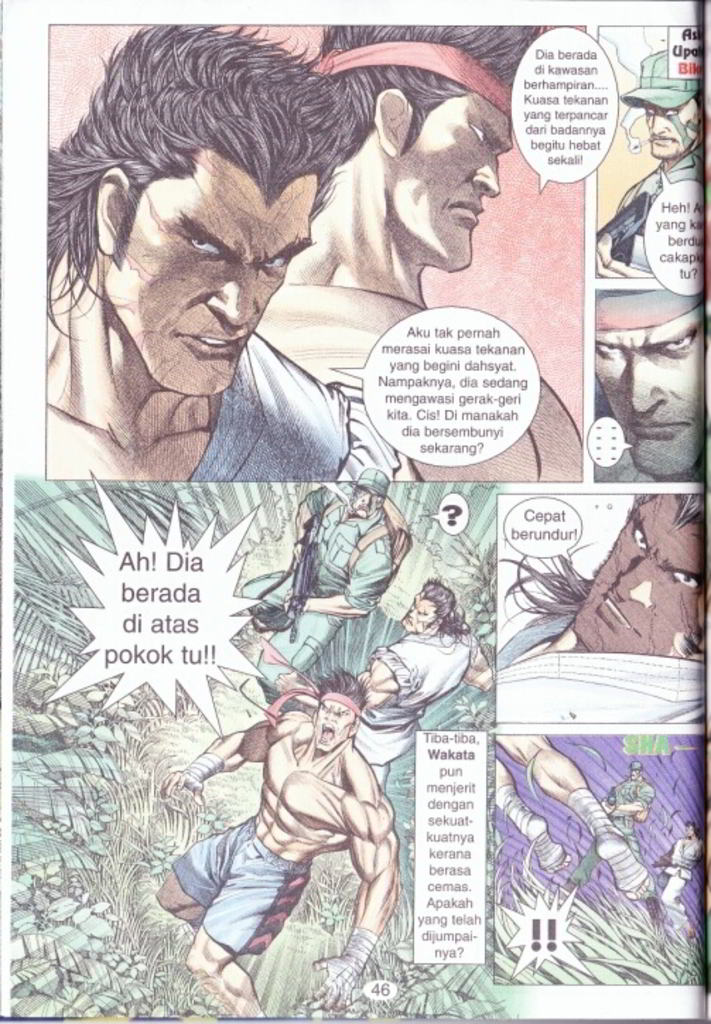 Dia berada
di kawasan
berhampiran....
Kuasa tekanan
yang terpancar
dari badannya
begitu hebat
sekali!
Aku tak pernah
merasai kuasa tekanan
yang begini dahsyat.
Nampaknya, dia sedang
mengawasi gerak-geri
kita. Cis! Di manakah
dia bersembunyi
sekarang?
Heh!
yang
tu?
Ah! Dia
berada
di atas
pokok tu!!
?
Cepat
berundur!
Tiba-tiba,
Wakata
pun
menjerit
dengan
sekuat-
kuatnya
kerana
berasa
cemas.
Apakah
yang telah
dijumpai-
nya?
SHA
!!
46